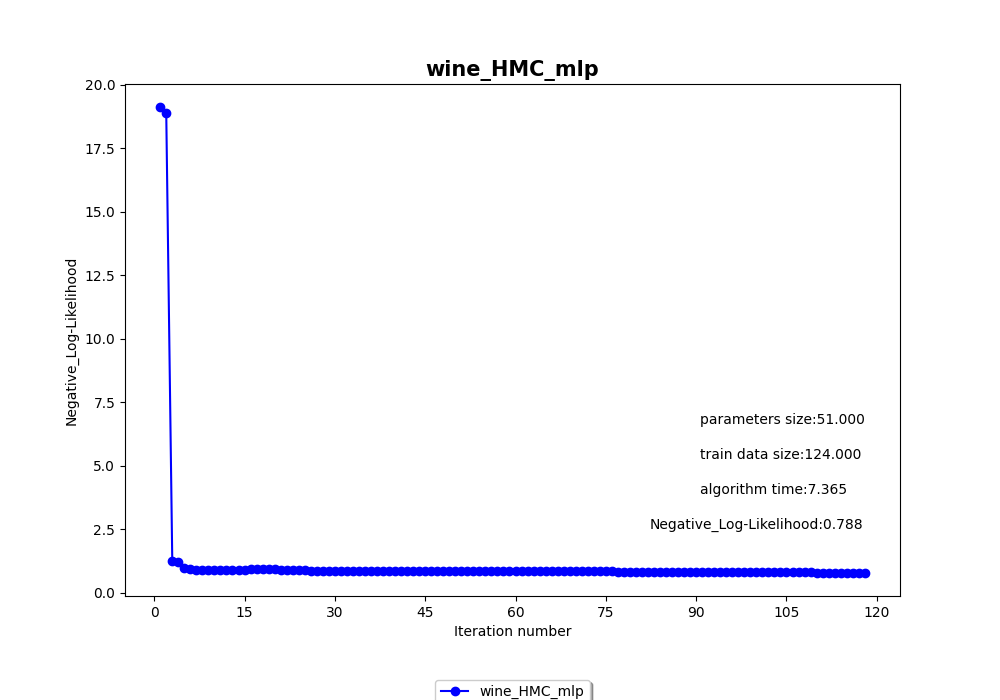 wine_HMC_mlp
20.0
17.5
15.0
12.5
10.0
7.5
5.0
2.5
0.0
Negative_Log-Likelihood
parameters size:51.000
train data size:124.000
algorithm time:7.365
Negative_Log-Likelihood:0.788
0 15 30 45 60 75 90 105 120
Iteration number
wine_HMC_mlp